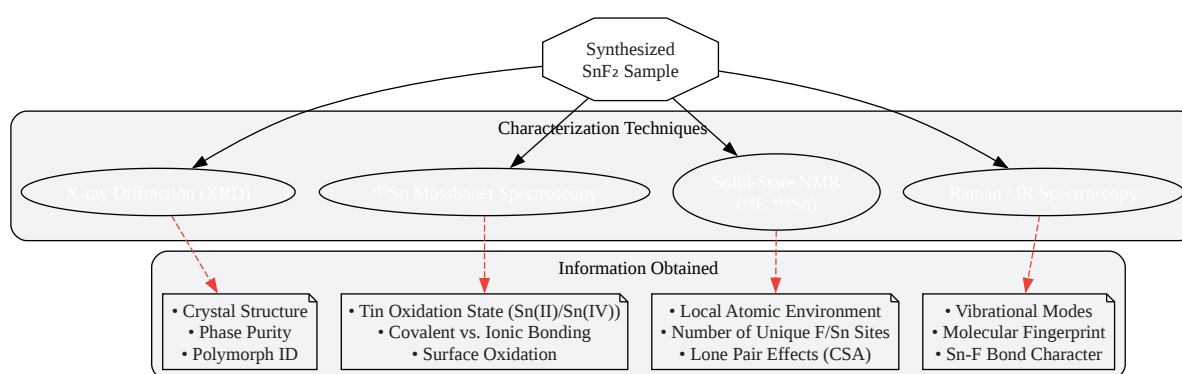 Synthesized
SnF₂ Sample
Characterization Techniques
X-ray Diffraction (XRD)
¹¹⁹Sn Mössbauer Spectroscopy
Solid-State NMR
(¹⁹F, ¹¹⁹Sn)
Raman / IR Spectroscopy
Information Obtained
• Crystal Structure
• Phase Purity
• Polymorph ID
• Tin Oxidation State (Sn(II)/Sn(IV))
• Covalent vs. Ionic Bonding
• Surface Oxidation
• Local Atomic Environment
• Number of Unique F/Sn Sites
• Lone Pair Effects (CSA)
• Vibrational Modes
• Molecular Fingerprint
• Sn-F Bond Character